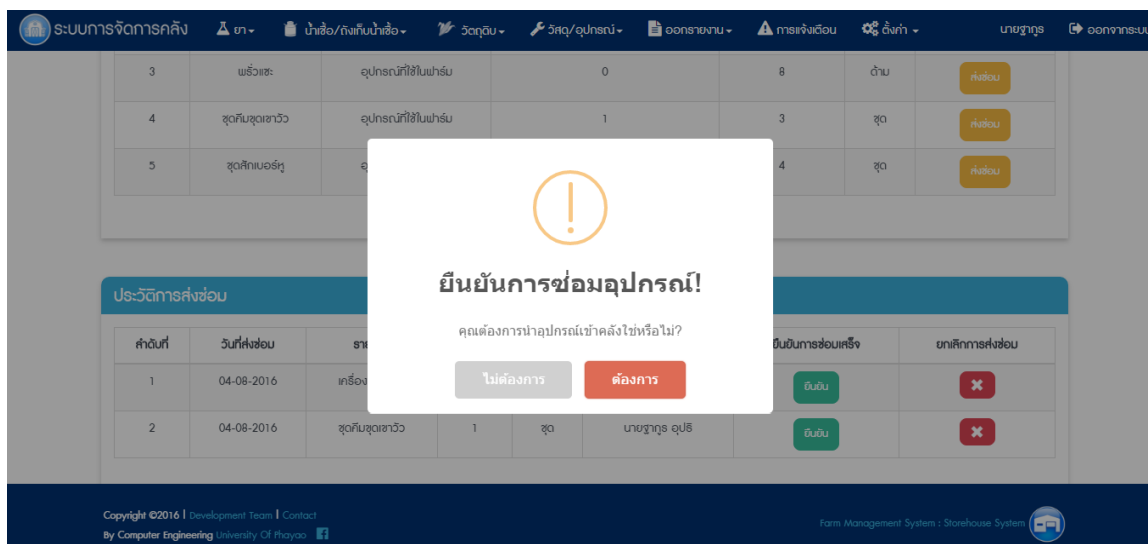 ระบบการจัดการคลัง ยา น้ำเชื้อ/ถังเก็บน้ำเชื้อ วัตถุดิบ วัสดุ/อุปกรณ์ ออกรายงาน การแจ้งเตือน ตั้งค่า นายฐากูร ออกจากระบบ
3 พร้วแซะ อุปกรณ์ที่ใช้ในฟาร์ม 0 8 ด้าม ส่งซ่อม
4 ชุดคีมขูดเขาวัว อุปกรณ์ที่ใช้ในฟาร์ม 1 3 ชุด ส่งซ่อม
5 ชุดสักเบอร์หู 4 ชุด ส่งซ่อม
ยืนยันการซ่อมอุปกรณ์!
คุณต้องการนำอุปกรณ์เข้าคลังใช่หรือไม่?
ไม่ต้องการ ต้องการ
ประวัติการส่งซ่อม
ลำดับที่ วันที่ส่งซ่อม ยืนยันการซ่อมเสร็จ ยกเลิกการส่งซ่อม
1 04-08-2016 เครื่อง ยืนยัน
2 04-08-2016 ชุดคีมขูดเขาวัว 1 ชุด นายฐากูร อุปธิ ยืนยัน
Copyright ©2016 | Development Team | Contact
By Computer Engineering University Of Phayao
Farm Management System : Storehouse System